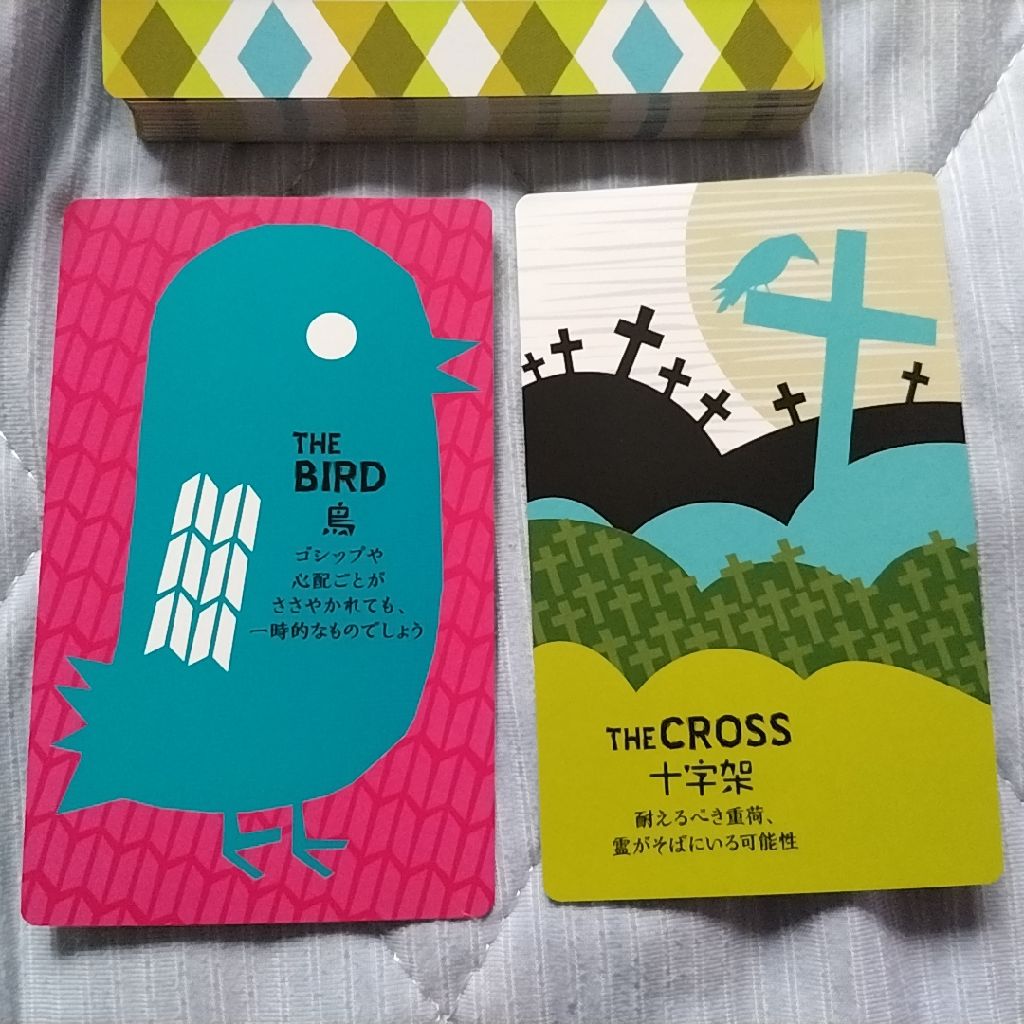 THE
BIRD
鳥
ゴシップや
心配ごとが
ささやかれても、
一時的なものでしょう
THE CROSS
十字架
耐えるべき重荷、
霊がそばにいる可能性